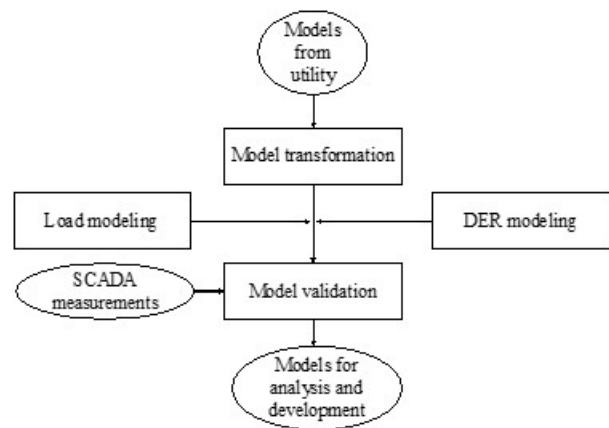 Models
from
utility
Model transformation
Load modeling
DER modeling
SCADA
measurements
Model validation
Models for
analysis and
development